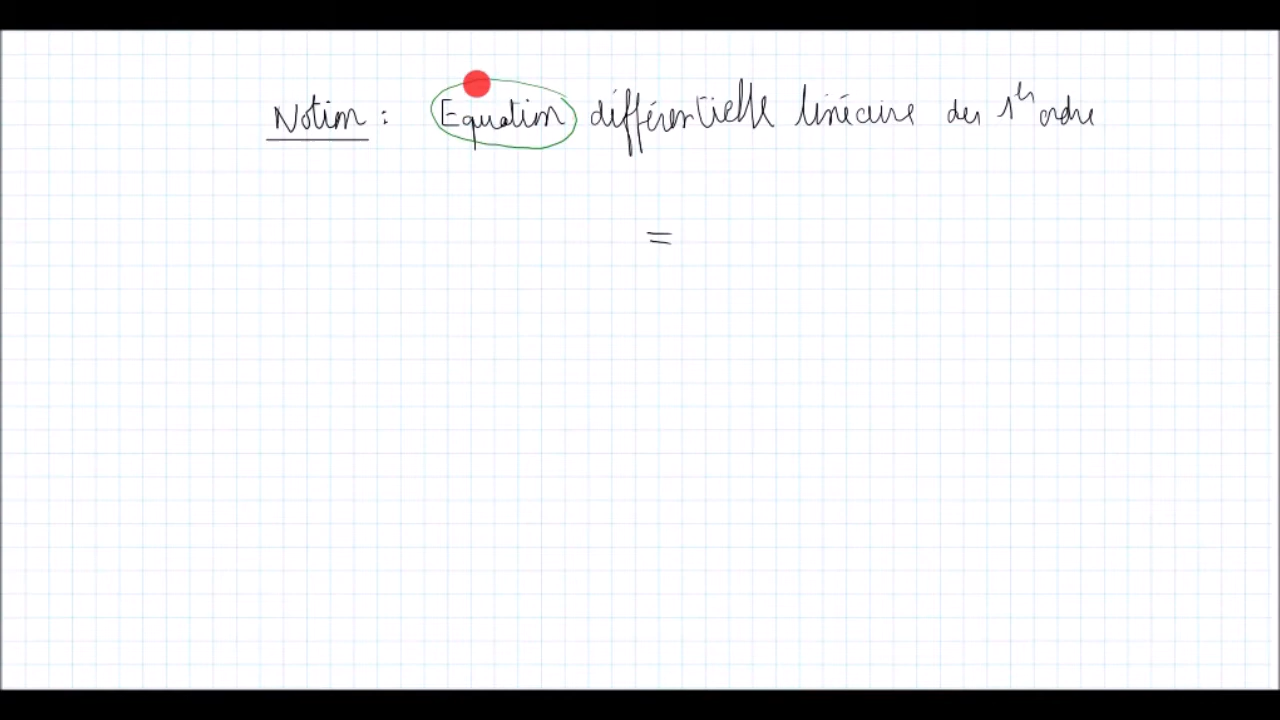 Notion : Equation différentielle linéaire du 1er ordre
=